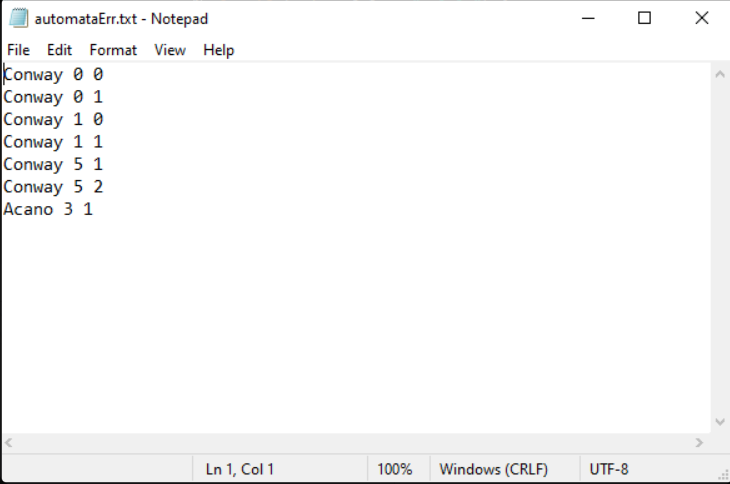 automataErr.txt - Notepad
File Edit Format View Help
Conway 0 0
Conway 0 1
Conway 1 0
Conway 1 1
Conway 5 1
Conway 5 2
Acano 3 1
Ln 1, Col 1 100% Windows (CRLF) UTF-8